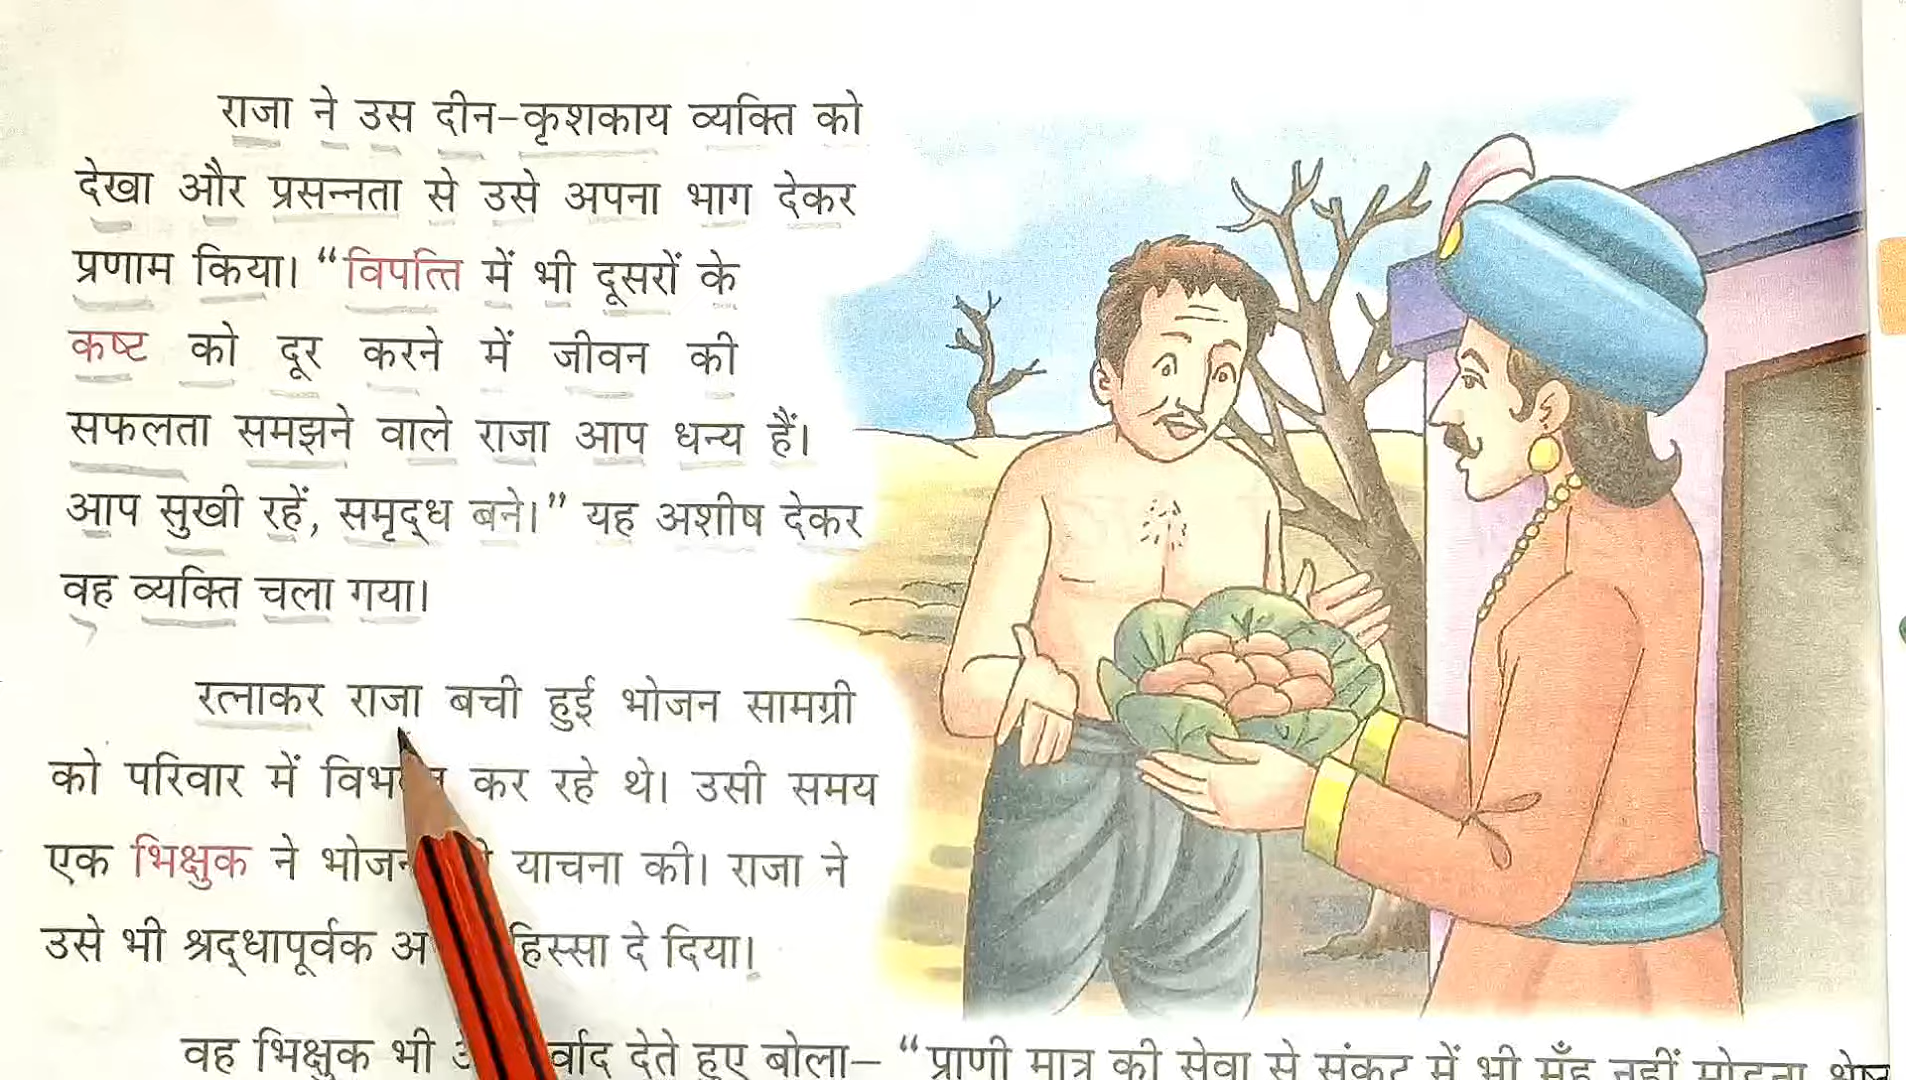 राजा ने उस दीन-कृशकाय व्यक्ति को
देखा और प्रसन्नता से उसे अपना भाग देकर
प्रणाम किया। “विपत्ति में भी दूसरों के
कष्ट को दूर करने में जीवन की
सफलता समझने वाले राजा आप धन्य हैं।
आप सुखी रहें, समृद्ध बने।” यह अशीष देकर
वह व्यक्ति चला गया।
रत्नाकर राजा बची हुई भोजन सामग्री
को परिवार में कर रहे थे। उसी समय
एक भिक्षुक ने याचना की। राजा ने
उसे भी श्रद्धापूर्वक हिस्सा दे दिया।
वह भिक्षुक भी देते हुए बोला– “प्राणी मात्र की सेवा से संकट में भी मुँह नहीं मोड़ना